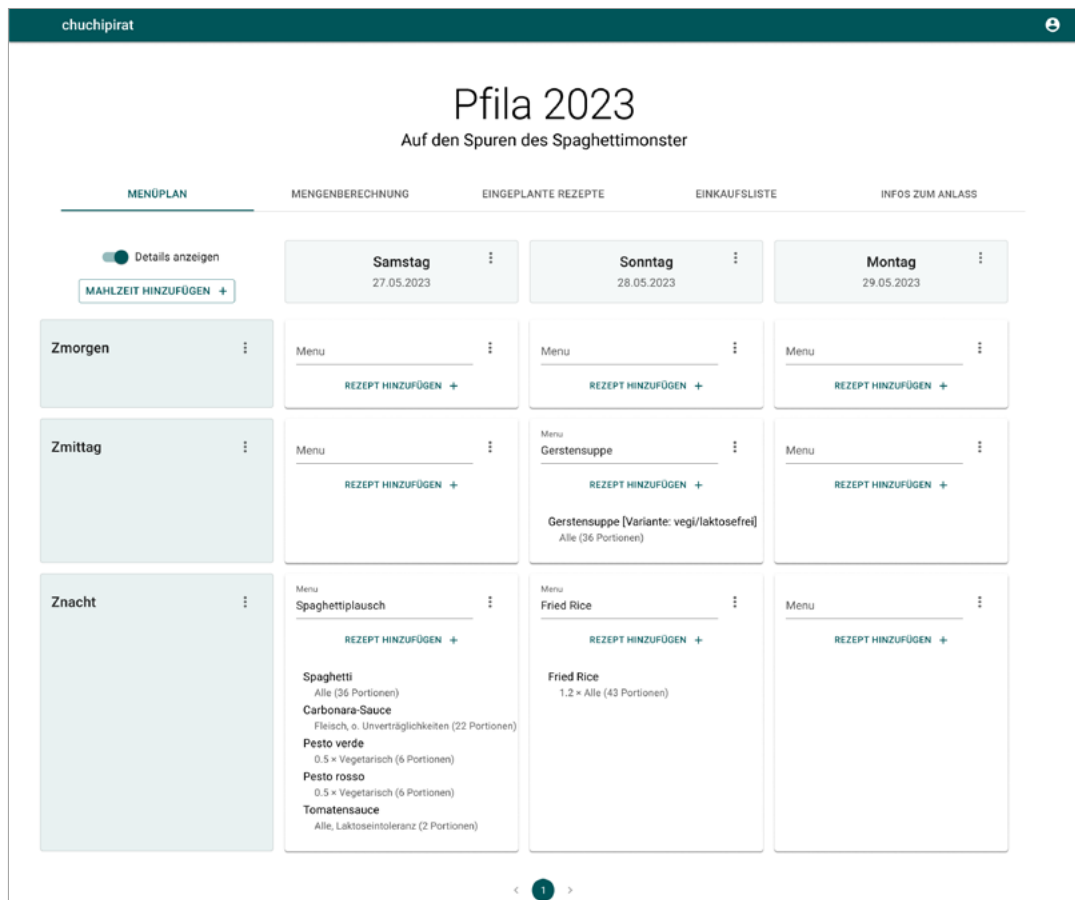 chuchipirat
Pfila 2023
Auf den Spuren des Spaghettimonster
MENÜPLAN
MENGENBERECHNUNG
EINGEPLANTE REZEPTE
EINKAUFSLISTE
INFOS ZUM ANLASS
Details anzeigen
MAHLZEIT HINZUFÜGEN +
Samstag
27.05.2023
Sonntag
28.05.2023
Montag
29.05.2023
Zmorgen
Menu
REZEPT HINZUFÜGEN +
Menu
REZEPT HINZUFÜGEN +
Menu
REZEPT HINZUFÜGEN +
Zmittag
Menu
REZEPT HINZUFÜGEN +
Menu
Gerstensuppe
REZEPT HINZUFÜGEN +
Gerstensuppe [Variante: vegi/laktosefrei]
Alle (36 Portionen)
Menu
REZEPT HINZUFÜGEN +
Znacht
Menu
Spaghettiplausch
REZEPT HINZUFÜGEN +
Spaghetti
Alle (36 Portionen)
Carbonara-Sauce
Fleisch, o. Unverträglichkeiten (22 Portionen)
Pesto verde
0.5 × Vegetarisch (6 Portionen)
Pesto rosso
0.5 × Vegetarisch (6 Portionen)
Tomatensauce
Alle, Laktoseintoleranz (2 Portionen)
Menu
Fried Rice
REZEPT HINZUFÜGEN +
Fried Rice
1.2 × Alle (43 Portionen)
Menu
REZEPT HINZUFÜGEN +
< 1 >